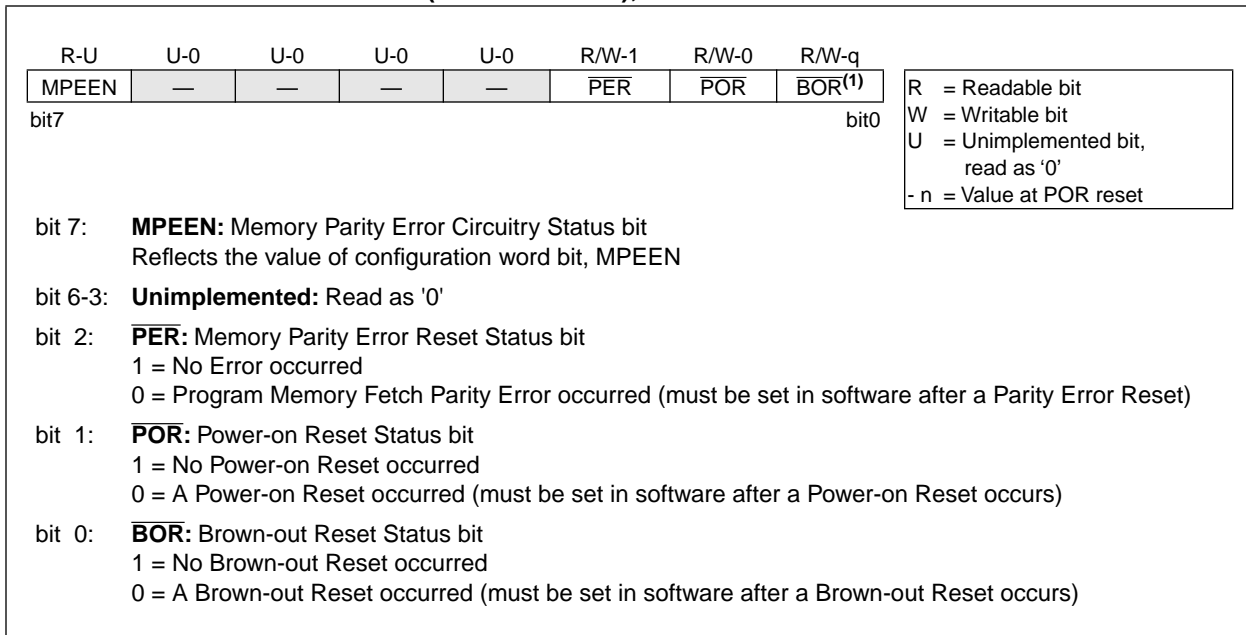 R-U U-0 U-0 U-0 U-0 R/W-1 R/W-0 R/W-q
MPEEN — — — — P̅E̅R̅ P̅O̅R̅ B̅O̅R̅(1)
bit7 bit0
R = Readable bit
W = Writable bit
U = Unimplemented bit,
read as ‘0’
- n = Value at POR reset
bit 7: MPEEN: Memory Parity Error Circuitry Status bit
Reflects the value of configuration word bit, MPEEN
bit 6-3: Unimplemented: Read as '0'
bit 2: P̅E̅R̅: Memory Parity Error Reset Status bit
1 = No Error occurred
0 = Program Memory Fetch Parity Error occurred (must be set in software after a Parity Error Reset)
bit 1: P̅O̅R̅: Power-on Reset Status bit
1 = No Power-on Reset occurred
0 = A Power-on Reset occurred (must be set in software after a Power-on Reset occurs)
bit 0: B̅O̅R̅: Brown-out Reset Status bit
1 = No Brown-out Reset occurred
0 = A Brown-out Reset occurred (must be set in software after a Brown-out Reset occurs)